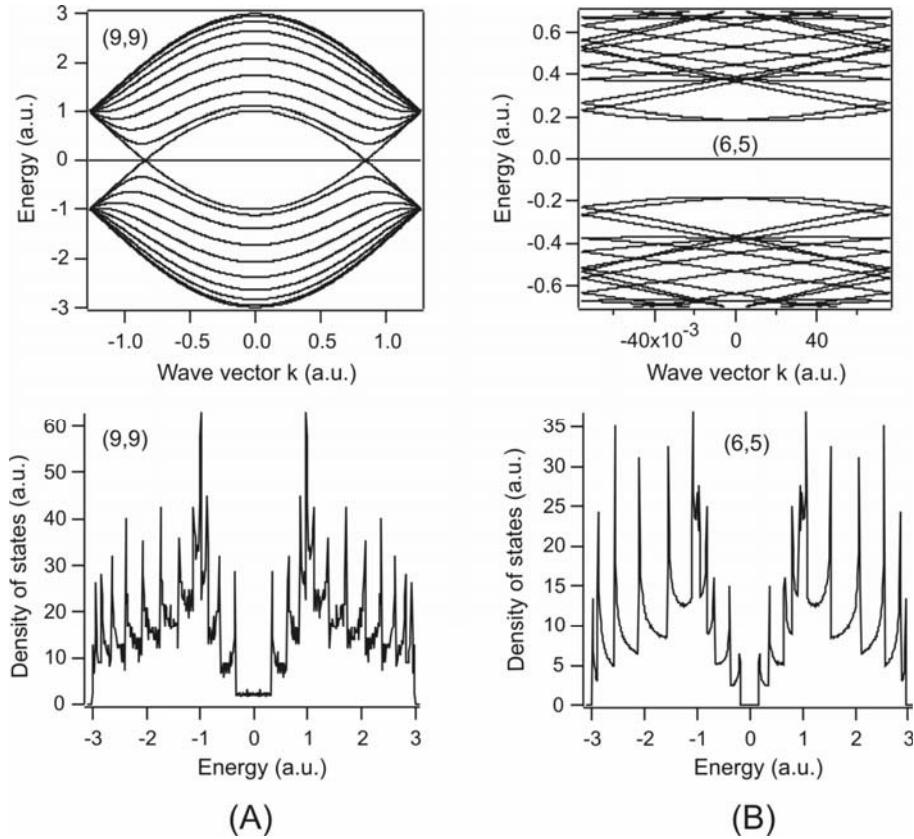 (9,9)
Energy (a.u.)
3
2
1
0
-1
-2
-3
-1.0 -0.5 0.0 0.5 1.0
Wave vector k (a.u.)
(6,5)
Energy (a.u.)
0.6
0.4
0.2
0.0
-0.2
-0.4
-0.6
-40x10-3 0 40
Wave vector k (a.u.)
(9,9)
Density of states (a.u.)
60
50
40
30
20
10
0
-3 -2 -1 0 1 2 3
Energy (a.u.)
(A)
(6,5)
Density of states (a.u.)
35
30
25
20
15
10
5
0
-3 -2 -1 0 1 2 3
Energy (a.u.)
(B)